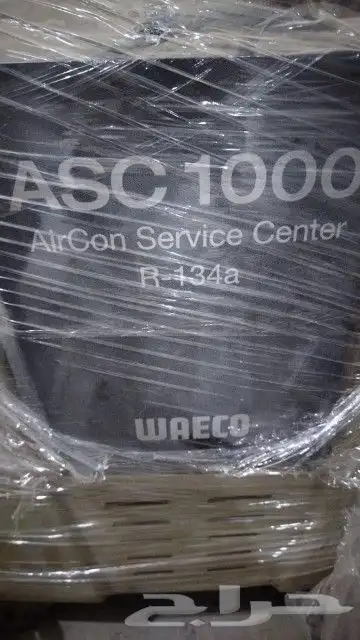 ASC 1000
AirCon Service Center
R-134a
WAECO
حراج